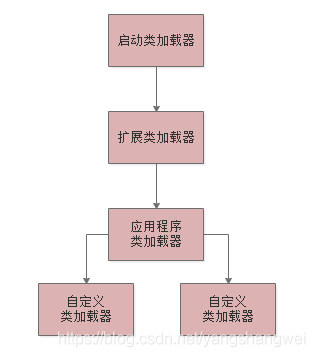 启动类加载器
扩展类加载器
应用程序
类加载器
自定义
类加载器
自定义
类加载器
https://blog.csdn.net/yangshangwei